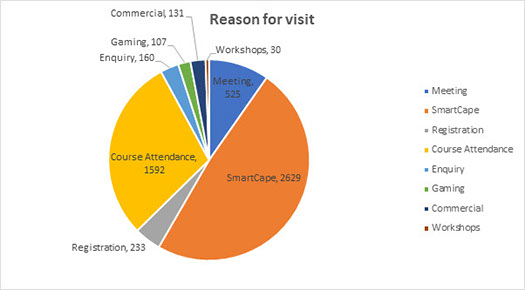 Reason for visit
Commercial, 131
Gaming, 107
Enquiry, 160
Workshops, 30
Meeting,
525
Course Attendance,
1592
SmartCape, 2629
Registration, 233
Meeting
SmartCape
Registration
Course Attendance
Enquiry
Gaming
Commercial
Workshops